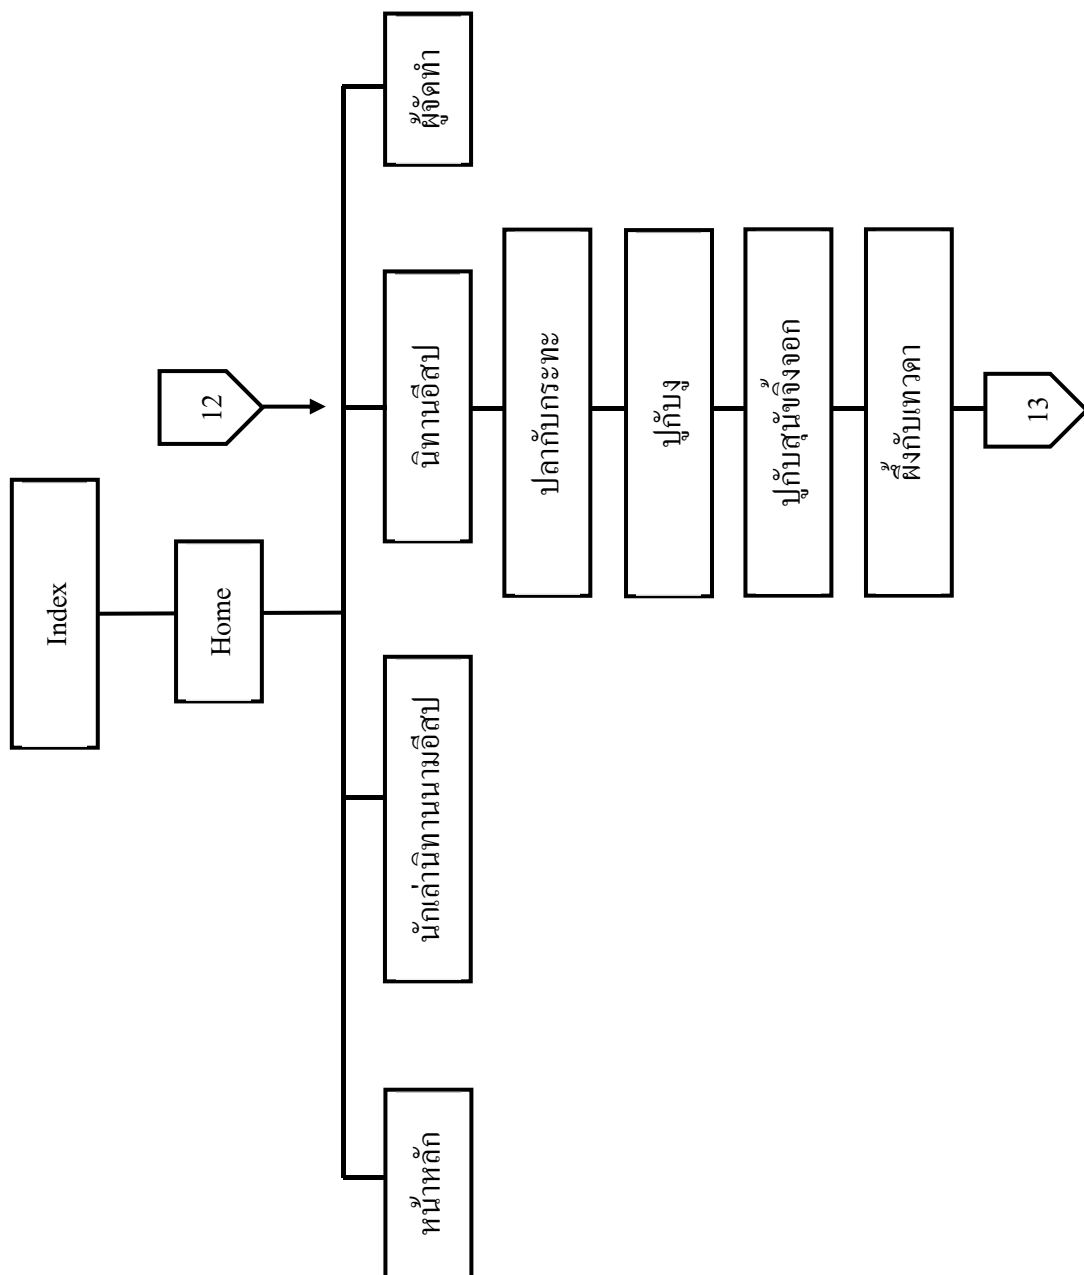 Index
Home
12
หน้าหลัก
นักเล่านิทานนามอีสป
นิทานอีสป
ผู้จัดทำ
ปลากับกระทะ
ปูกับงู
ปูกับสุนัขจิ้งจอก
ผึ้งกับเทวดา
13